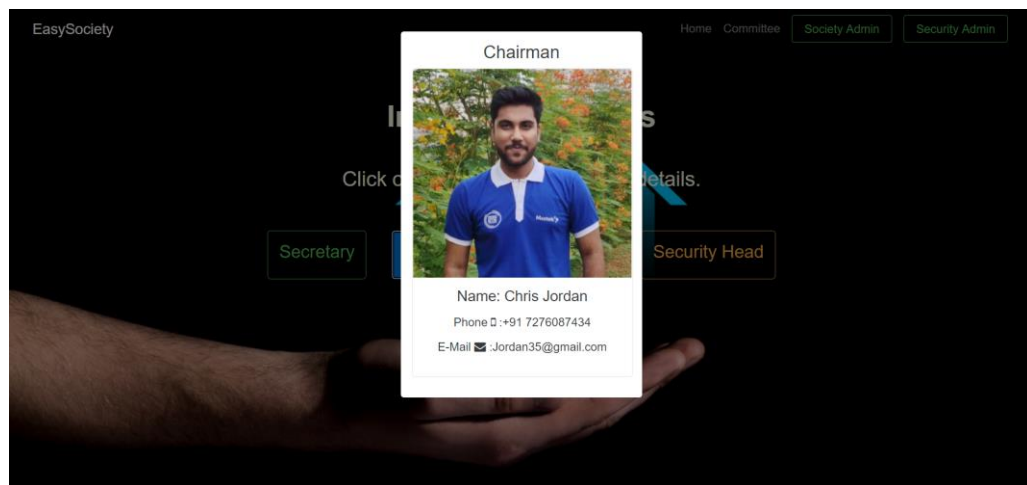 EasySociety
Home Committee Society Admin Security Admin
Chairman
Click
details.
Secretary
Security Head
Name: Chris Jordan
Phone :+91 7276087434
E-Mail :Jordan35@gmail.com